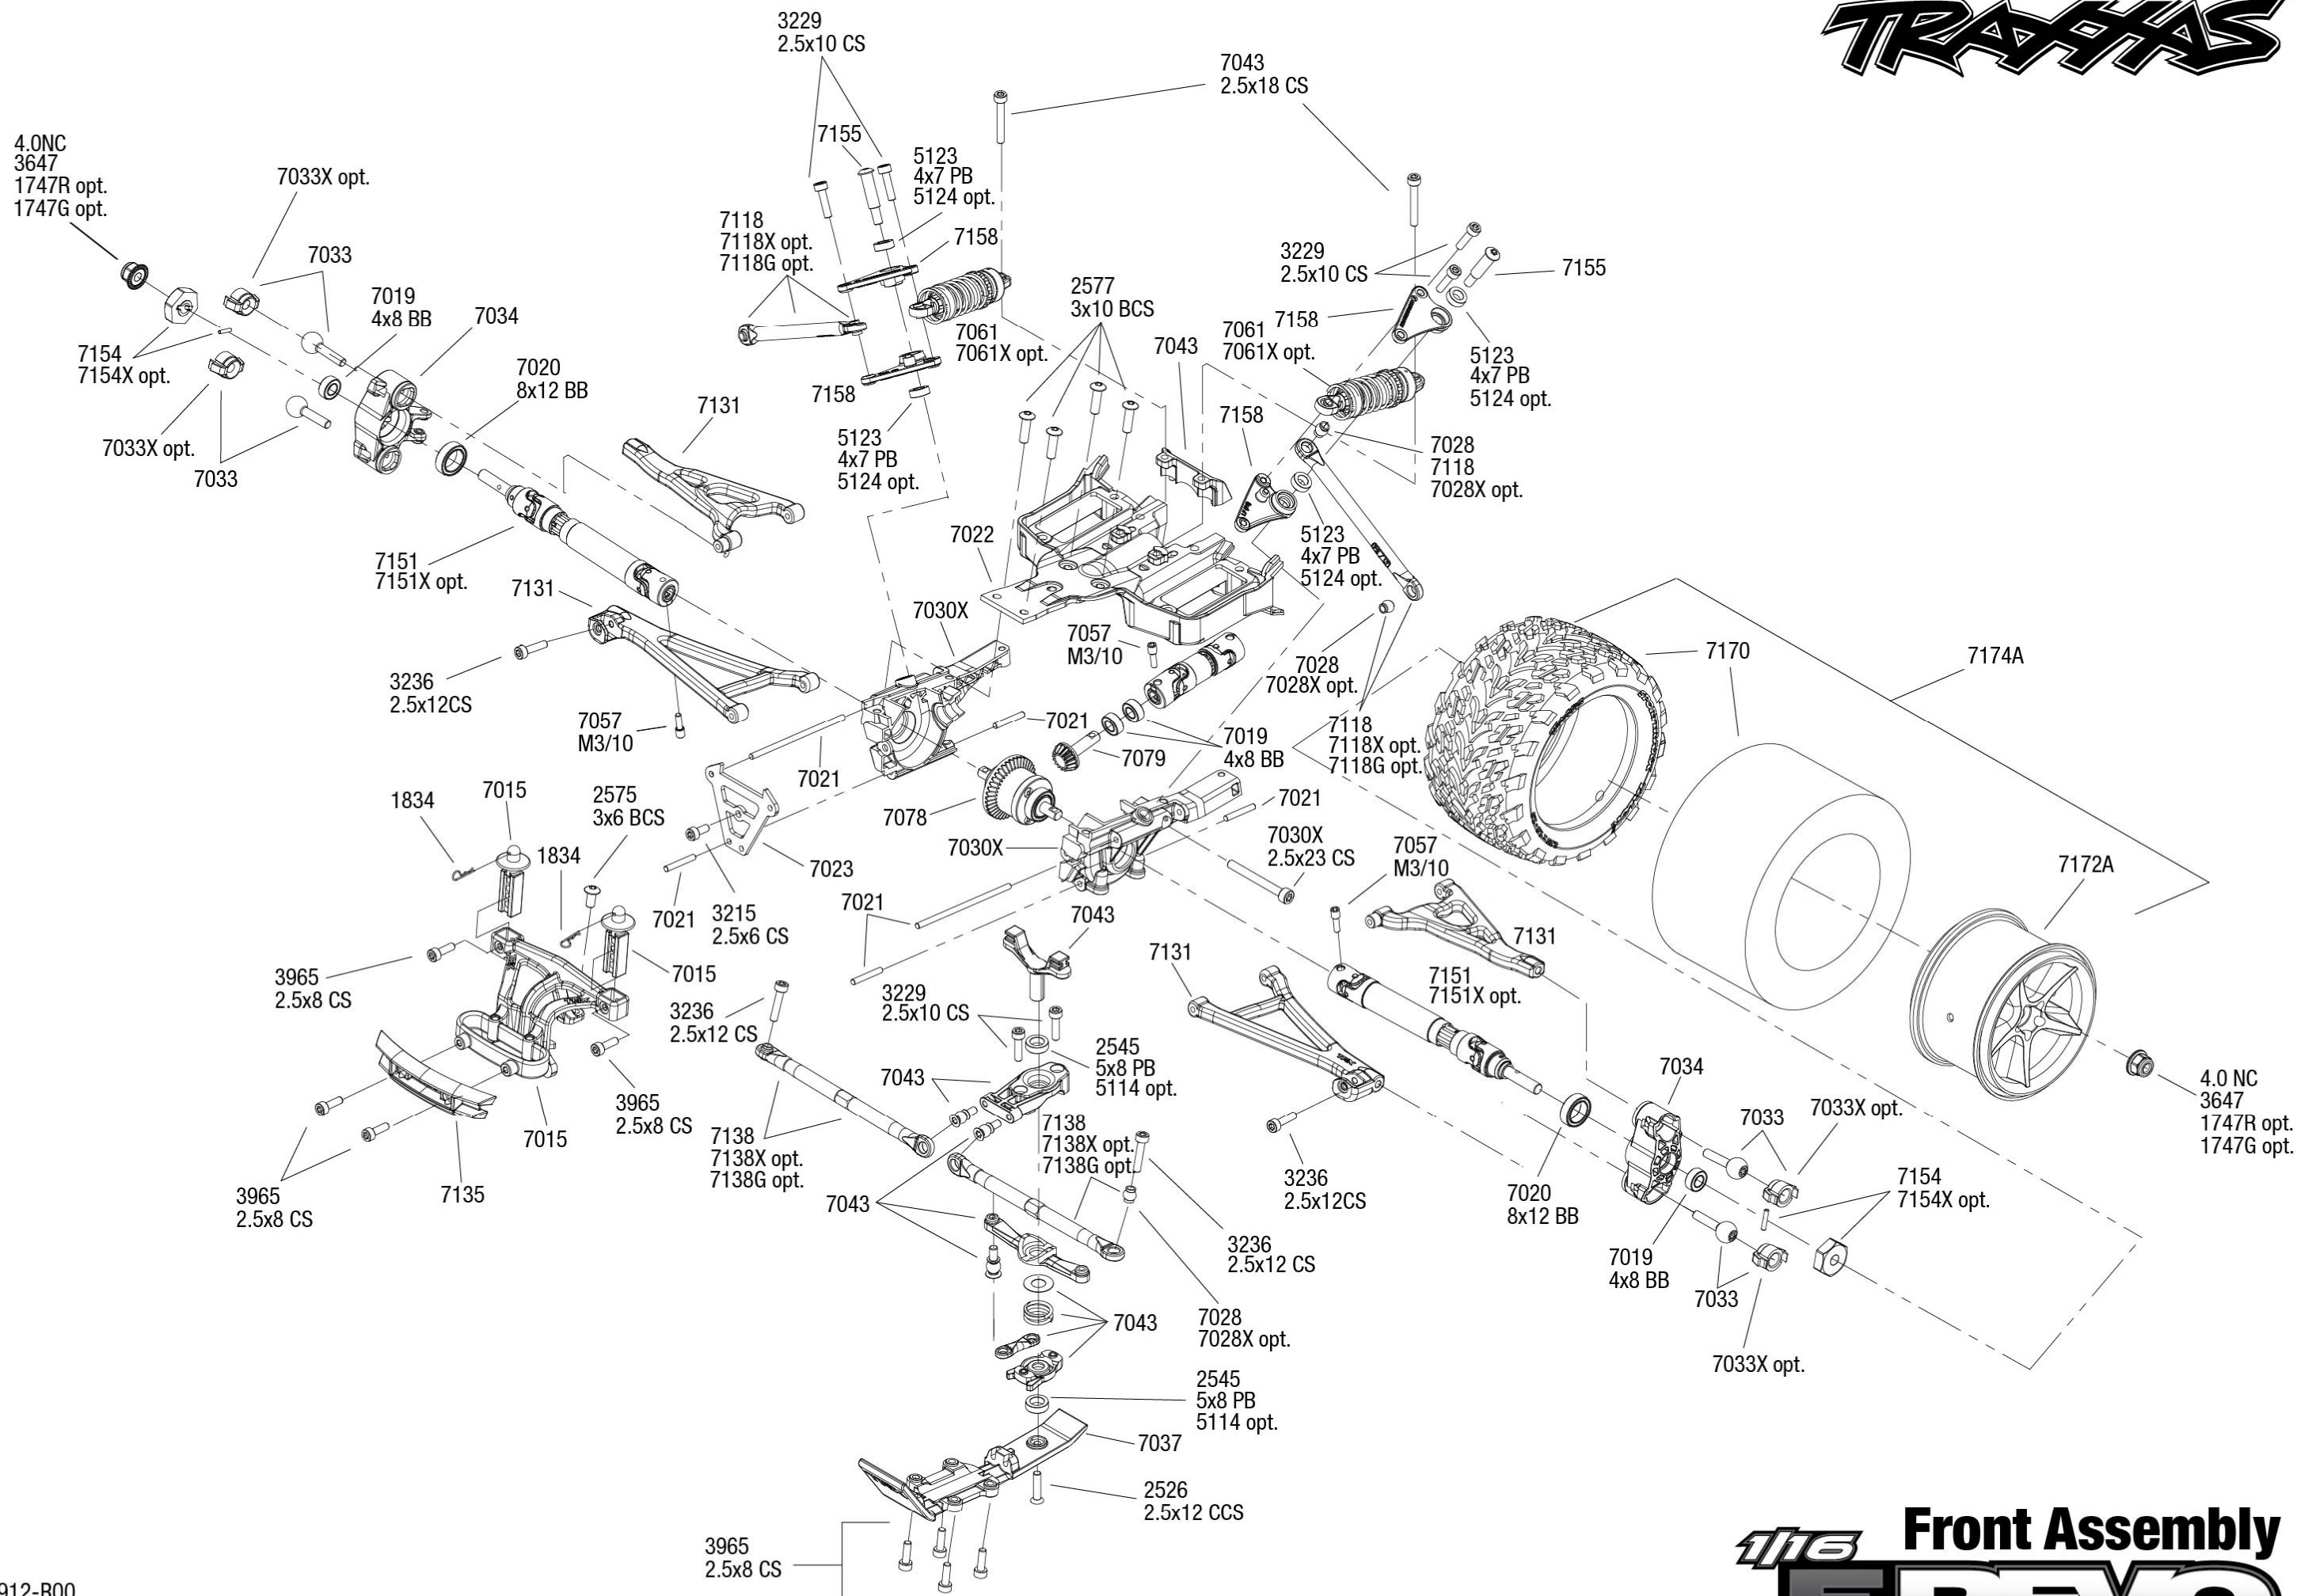 TRAXXAS
3229
2.5x10 CS
7043
2.5x18 CS
7155
5123
4x7 PB
5124 opt.
4.0NC
3647
1747R opt.
1747G opt.
7033X opt.
7033
7019
4x8 BB
7034
7154
7154X opt.
7020
8x12 BB
7033X opt.
7033
7118
7118X opt.
7118G opt.
7158
7061
7061X opt.
7158
5123
4x7 PB
5124 opt.
2577
3x10 BCS
7043
3229
2.5x10 CS
7155
7158
7061
7061X opt.
5123
4x7 PB
5124 opt.
7158
7028
7118
7028X opt.
5123
4x7 PB
5124 opt.
7131
7151
7151X opt.
7131
7022
7030X
7057
M3/10
3236
2.5x12CS
7057
M3/10
7021
7021
7019
4x8 BB
7079
7028
7028X opt.
7118
7118X opt.
7118G opt.
7170
7174A
7172A
7078
7030X
7021
7030X
2.5x23 CS
7057
M3/10
1834
7015
2575
3x6 BCS
1834
7023
7021
3215
2.5x6 CS
7021
7043
7015
3965
2.5x8 CS
3236
2.5x12 CS
3229
2.5x10 CS
7131
7131
7151
7151X opt.
2545
5x8 PB
5114 opt.
7043
7034
7033
7033X opt.
4.0 NC
3647
1747R opt.
1747G opt.
3965
2.5x8 CS
7015
7138
7138X opt.
7138G opt.
7138
7138X opt.
7138G opt.
3965
2.5x8 CS
7135
7043
3236
2.5x12CS
7020
8x12 BB
7154
7154X opt.
3236
2.5x12 CS
7019
4x8 BB
7033
7043
7028
7028X opt.
7033X opt.
2545
5x8 PB
5114 opt.
7037
2526
2.5x12 CCS
3965
2.5x8 CS
Front Assembly
1/16